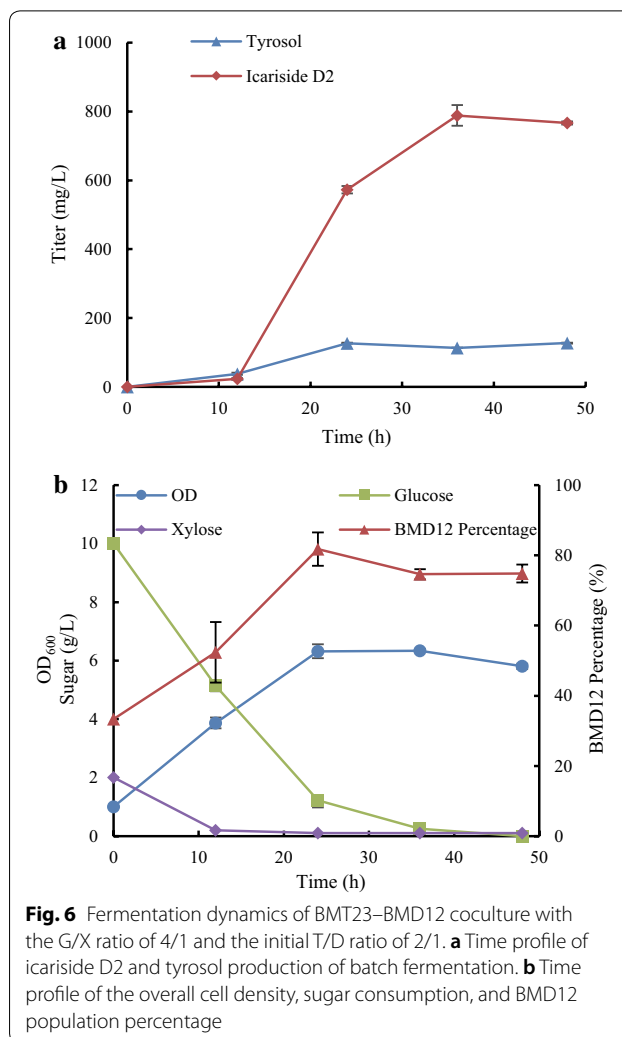 a
Tyrosol
Icariside D2
1000
800
600
400
200
0
Titer (mg/L)
0 10 20 30 40 50
Time (h)
b
OD Glucose
Xylose BMD12 Percentage
12
10
8
6
4
2
0
OD600
Sugar (g/L)
100
80
60
40
20
0
BMD12 Percentage (%)
0 10 20 30 40 50
Time (h)
Fig. 6 Fermentation dynamics of BMT23–BMD12 coculture with
the G/X ratio of 4/1 and the initial T/D ratio of 2/1. a Time profile of
icariside D2 and tyrosol production of batch fermentation. b Time
profile of the overall cell density, sugar consumption, and BMD12
population percentage